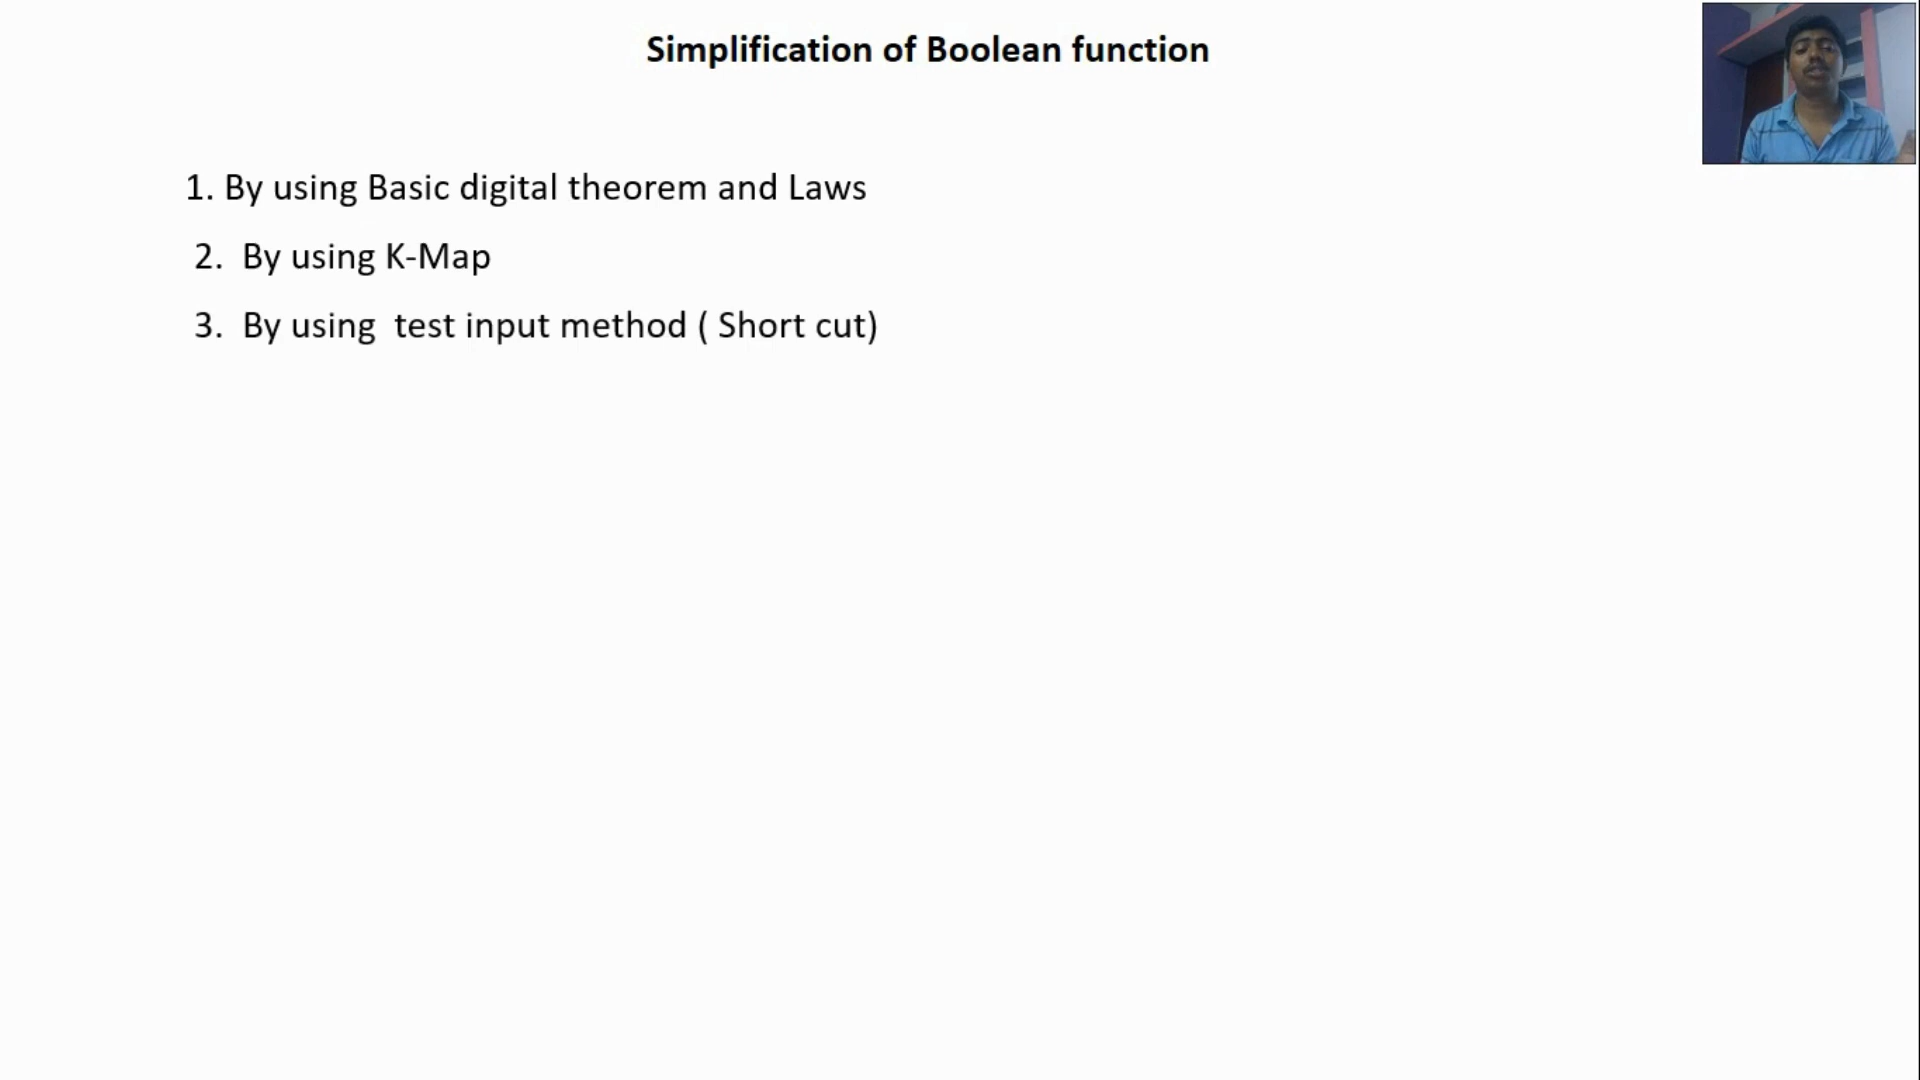 Simplification of Boolean function
1. By using Basic digital theorem and Laws
2. By using K-Map
3. By using test input method ( Short cut)